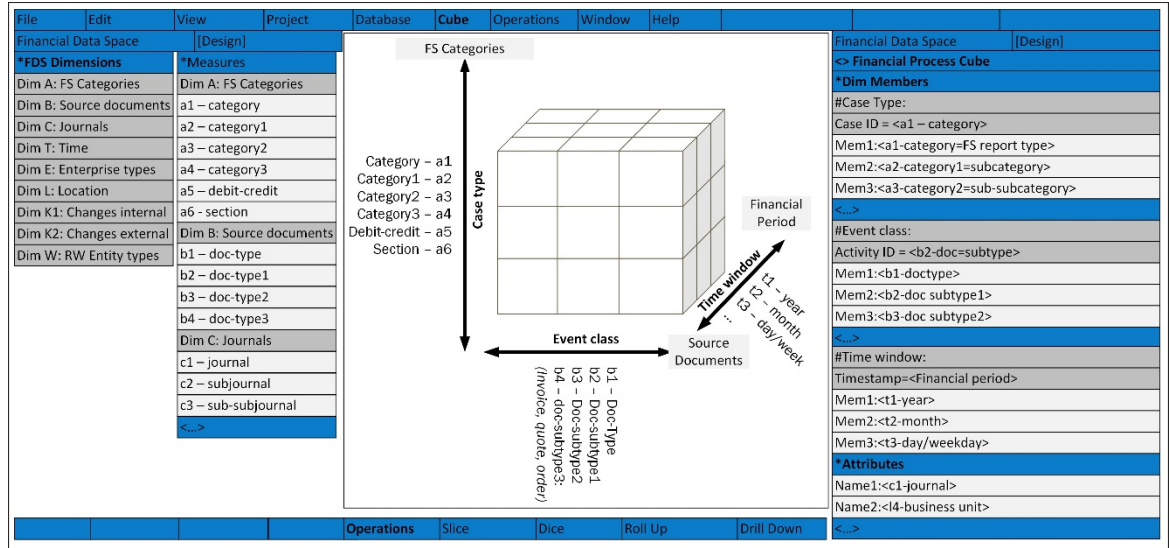 File Edit View Project Database Cube Operations Window Help
Financial Data Space [Design]
*FDS Dimensions
Dim A: FS Categories
Dim B: Source documents
Dim C: Journals
Dim T: Time
Dim E: Enterprise types
Dim L: Location
Dim K1: Changes internal
Dim K2: Changes external
Dim W: RW Entity types
*Measures
Dim A: FS Categories
a1 – category
a2 – category1
a3 – category2
a4 – category3
a5 – debit-credit
a6 - section
Dim B: Source documents
b1 – doc-type
b2 – doc-type1
b3 – doc-type2
b4 – doc-type3
Dim C: Journals
c1 – journal
c2 – subjournal
c3 – sub-subjournal
<...>
FS Categories
Category – a1
Category1 – a2
Category2 – a3
Category3 – a4
Debit-credit – a5
Section – a6
Case type
Financial
Period
Time window
t1 – year
t2 – month
t3 – day/week
...
Event class
Source
Documents
b1 – Doc-Type
b2 – Doc-subtype1
b3 – Doc-subtype2
b4 – doc-subtype3:
(Invoice, quote, order)
Financial Data Space [Design]
<> Financial Process Cube
*Dim Members
#Case Type:
Case ID = <a1 – category>
Mem1:<a1-category=FS report type>
Mem2:<a2-category1=subcategory>
Mem3:<a3-category2=sub-subcategory>
<...>
#Event class:
Activity ID = <b2-doc=subtype>
Mem1:<b1-doctype>
Mem2:<b2-doc subtype1>
Mem3:<b3-doc subtype2>
<...>
#Time window:
Timestamp=<Financial period>
Mem1:<t1-year>
Mem2:<t2-month>
Mem3:<t3-day/weekday>
*Attributes
Name1:<c1-journal>
Name2:<l4-business unit>
<...>
Operations Slice Dice Roll Up Drill Down